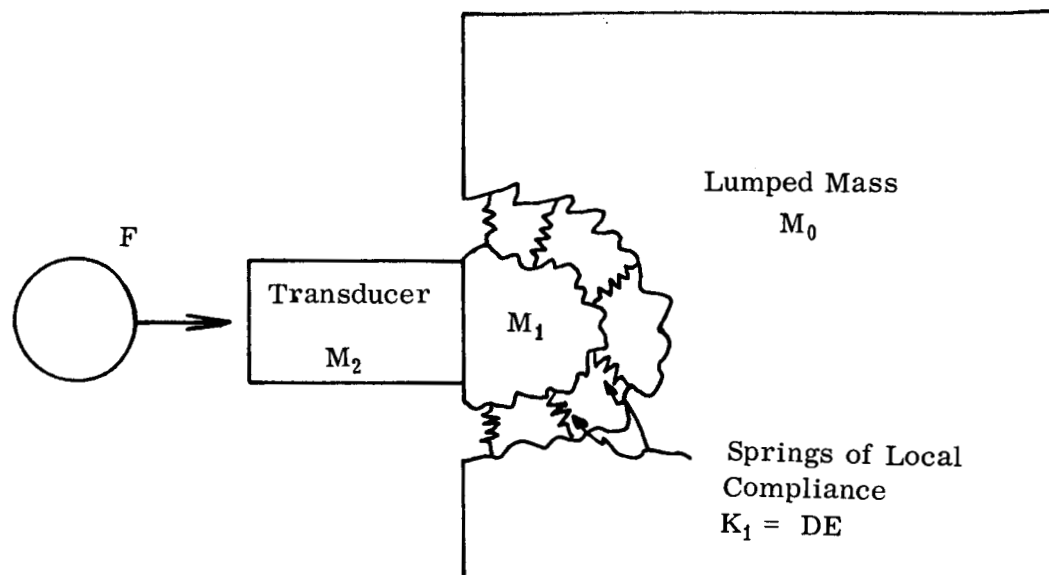 Lumped Mass
M₀
F
Transducer
M₂
M₁
Springs of Local
Compliance
K₁ = DE